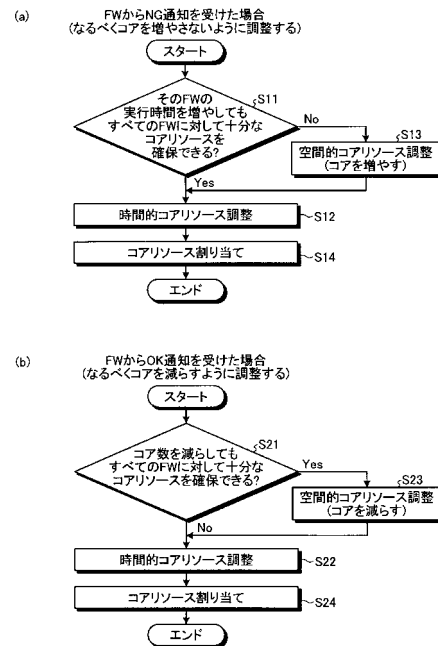 (a)
FWからNG通知を受けた場合
(なるべくコアを増やさないように調整する)
スタート
S11
そのFWの
実行時間を増やしても
すべてのFWに対して十分な
コアリソースを
確保できる?
No
S13
空間的コアリソース調整
(コアを増やす)
Yes
時間的コアリソース調整
S12
コアリソース割り当て
S14
エンド
(b)
FWからOK通知を受けた場合
(なるべくコアを減らすように調整する)
スタート
S21
コア数を減らしても
すべてのFWに対して十分な
コアリソースを確保できる?
Yes
S23
空間的コアリソース調整
(コアを減らす)
No
時間的コアリソース調整
S22
コアリソース割り当て
S24
エンド